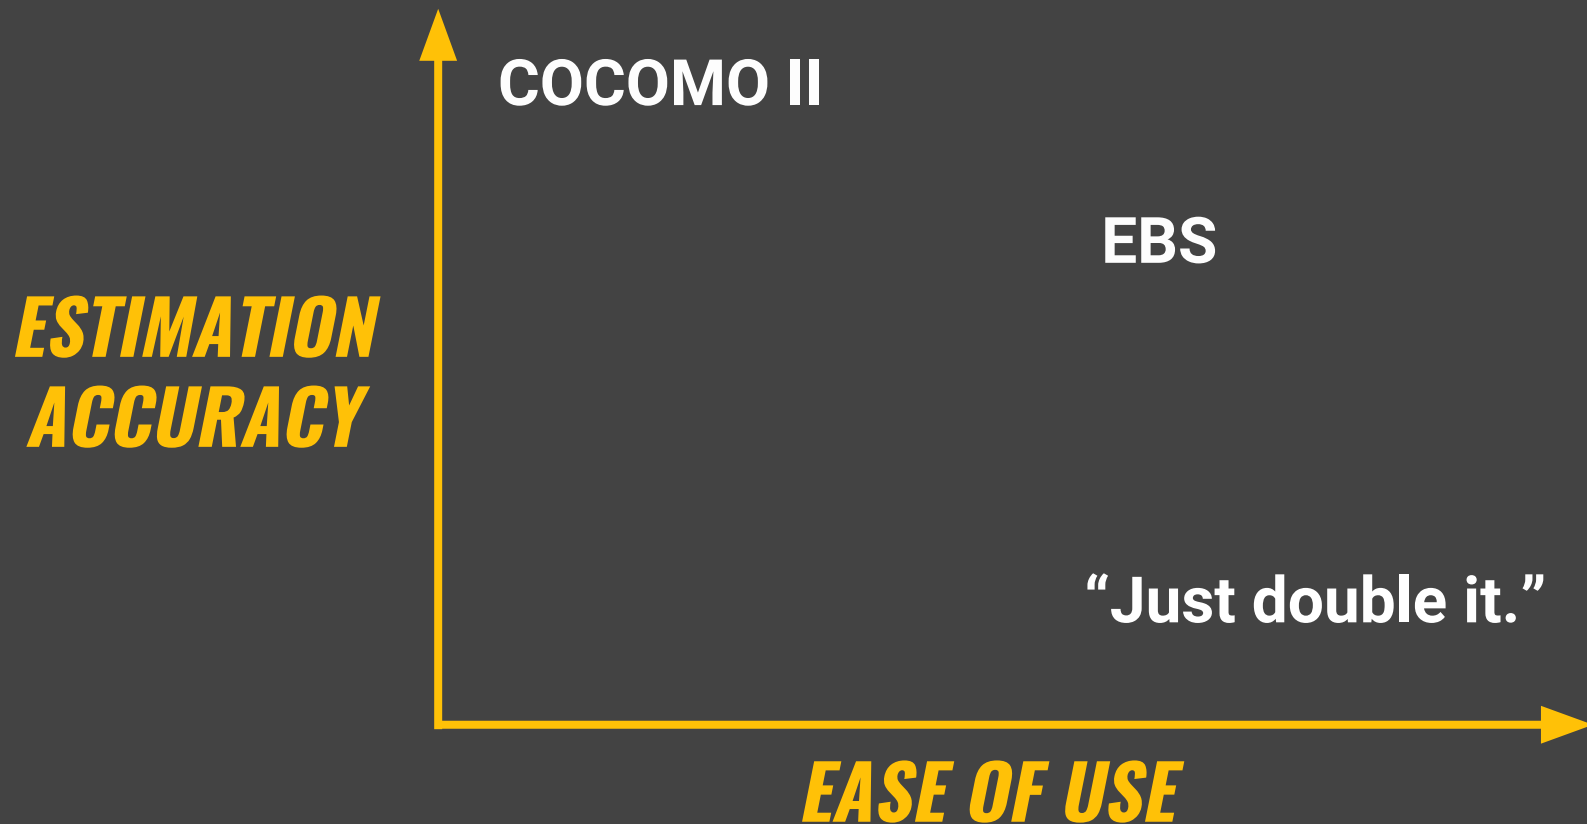 COCOMO II
EBS
ESTIMATION
ACCURACY
“Just double it.”
EASE OF USE